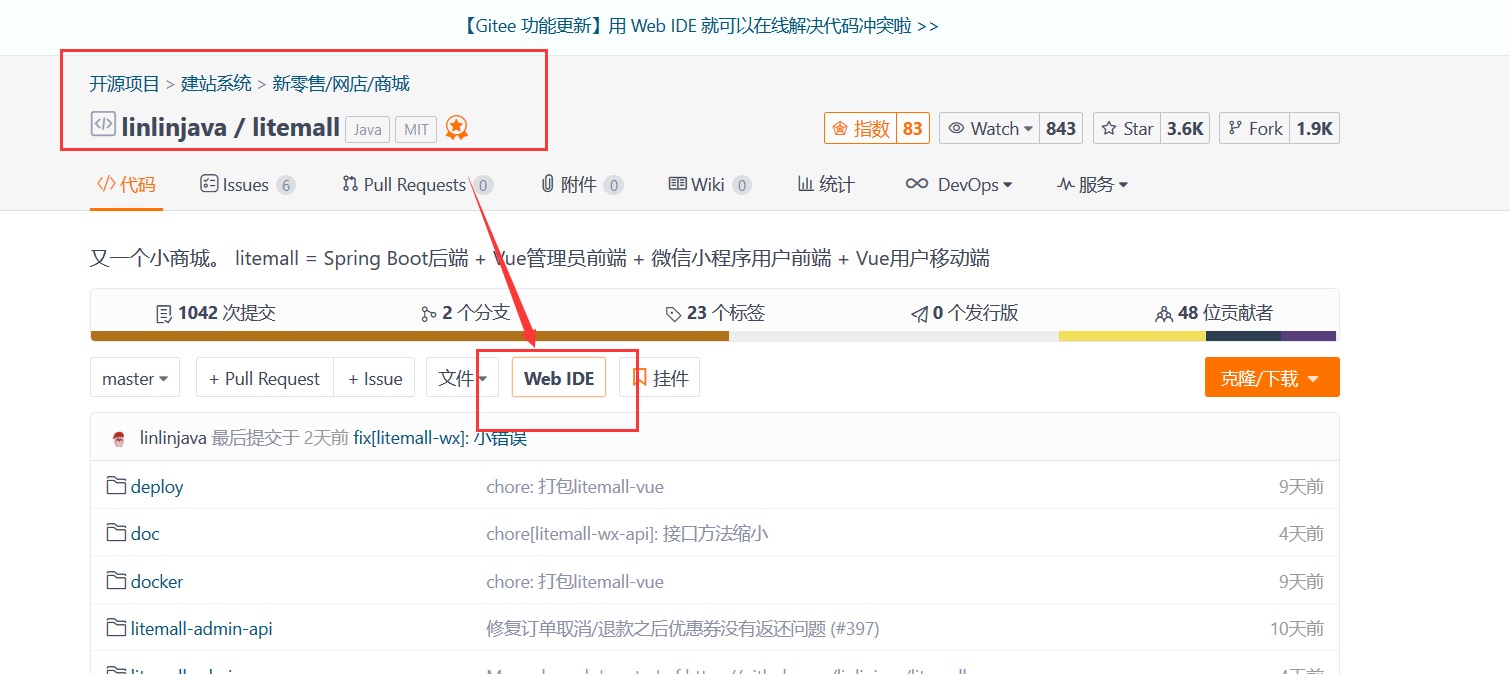 【Gitee 功能更新】用 Web IDE 就可以在线解决代码冲突啦 >>
开源项目 > 建站系统 > 新零售/网店/商城
linlinjava / litemall Java MIT 指数 83 Watch 843 Star 3.6K Fork 1.9K
代码 Issues 6 Pull Requests 0 附件 0 Wiki 0 统计 DevOps 服务
又一个小商城。 litemall = Spring Boot后端 + Vue管理员前端 + 微信小程序用户前端 + Vue用户移动端
1042 次提交 2 个分支 23 个标签 0 个发行版 48 位贡献者
master + Pull Request + Issue 文件 Web IDE 挂件 克隆/下载
linlinjava 最后提交于 2天前 fix[litemall-wx]: 小错误
deploy chore: 打包litemall-vue 9天前
doc chore[litemall-wx-api]: 接口方法缩小 4天前
docker chore: 打包litemall-vue 9天前
litemall-admin-api 修复订单取消/退款之后优惠券没有返还问题 (#397) 10天前